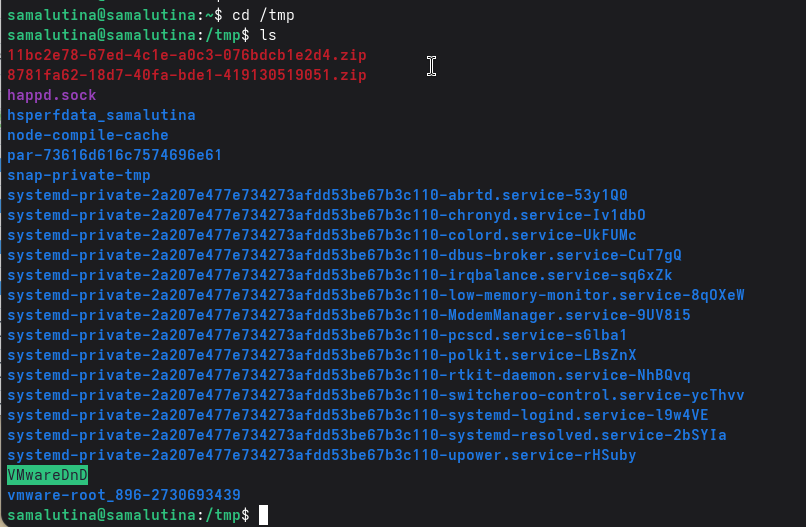 samalutina@samalutina:~$ cd /tmp
samalutina@samalutina:/tmp$ ls
11bc2e78-67ed-4c1e-a0c3-076bdcb1e2d4.zip
8781fa62-18d7-40fa-bde1-419130519051.zip
happd.sock
hsperfdata_samalutina
node-compile-cache
par-73616d616c7574696e61
snap-private-tmp
systemd-private-2a207e477e734273afdd53be67b3c110-abrtd.service-53y1Q0
systemd-private-2a207e477e734273afdd53be67b3c110-chronyd.service-Iv1dbO
systemd-private-2a207e477e734273afdd53be67b3c110-colord.service-UkFUMc
systemd-private-2a207e477e734273afdd53be67b3c110-dbus-broker.service-CuT7gQ
systemd-private-2a207e477e734273afdd53be67b3c110-irqbalance.service-sq6xZk
systemd-private-2a207e477e734273afdd53be67b3c110-low-memory-monitor.service-8qOXeW
systemd-private-2a207e477e734273afdd53be67b3c110-ModemManager.service-9UV8i5
systemd-private-2a207e477e734273afdd53be67b3c110-pcscd.service-sGlba1
systemd-private-2a207e477e734273afdd53be67b3c110-polkit.service-LBsZnX
systemd-private-2a207e477e734273afdd53be67b3c110-rtkit-daemon.service-NhBQvq
systemd-private-2a207e477e734273afdd53be67b3c110-switcheroo-control.service-ycThvv
systemd-private-2a207e477e734273afdd53be67b3c110-systemd-logind.service-l9w4VE
systemd-private-2a207e477e734273afdd53be67b3c110-systemd-resolved.service-2bSYIa
systemd-private-2a207e477e734273afdd53be67b3c110-upower.service-rHSuby
VMwareDnD
vmware-root_896-2730693439
samalutina@samalutina:/tmp$